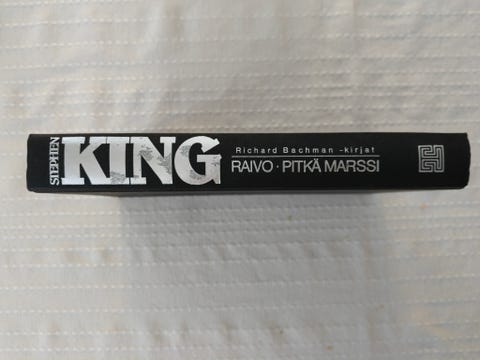 STEPHEN
KING
Richard Bachman -kirjat
RAIVO · PITKÄ MARSSI